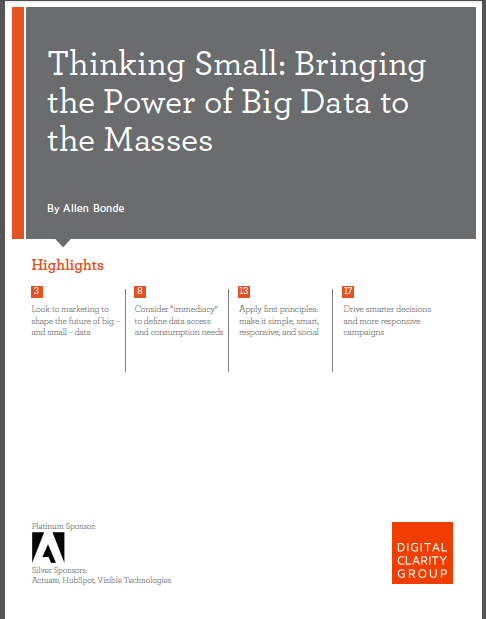 Thinking Small: Bringing
the Power of Big Data to
the Masses
By Allen Bonde
Highlights
3
Look to marketing to
shape the future of big –
and small – data
8
Consider “immediacy”
to define data access
and consumption needs
13
Apply first principles:
make it simple, smart,
responsive, and social
17
Drive smarter decisions
and more responsive
campaigns
Platinum Sponsor:
Silver Sponsors:
Actuate, HubSpot, Visible Technologies
DIGITAL
CLARITY
GROUP